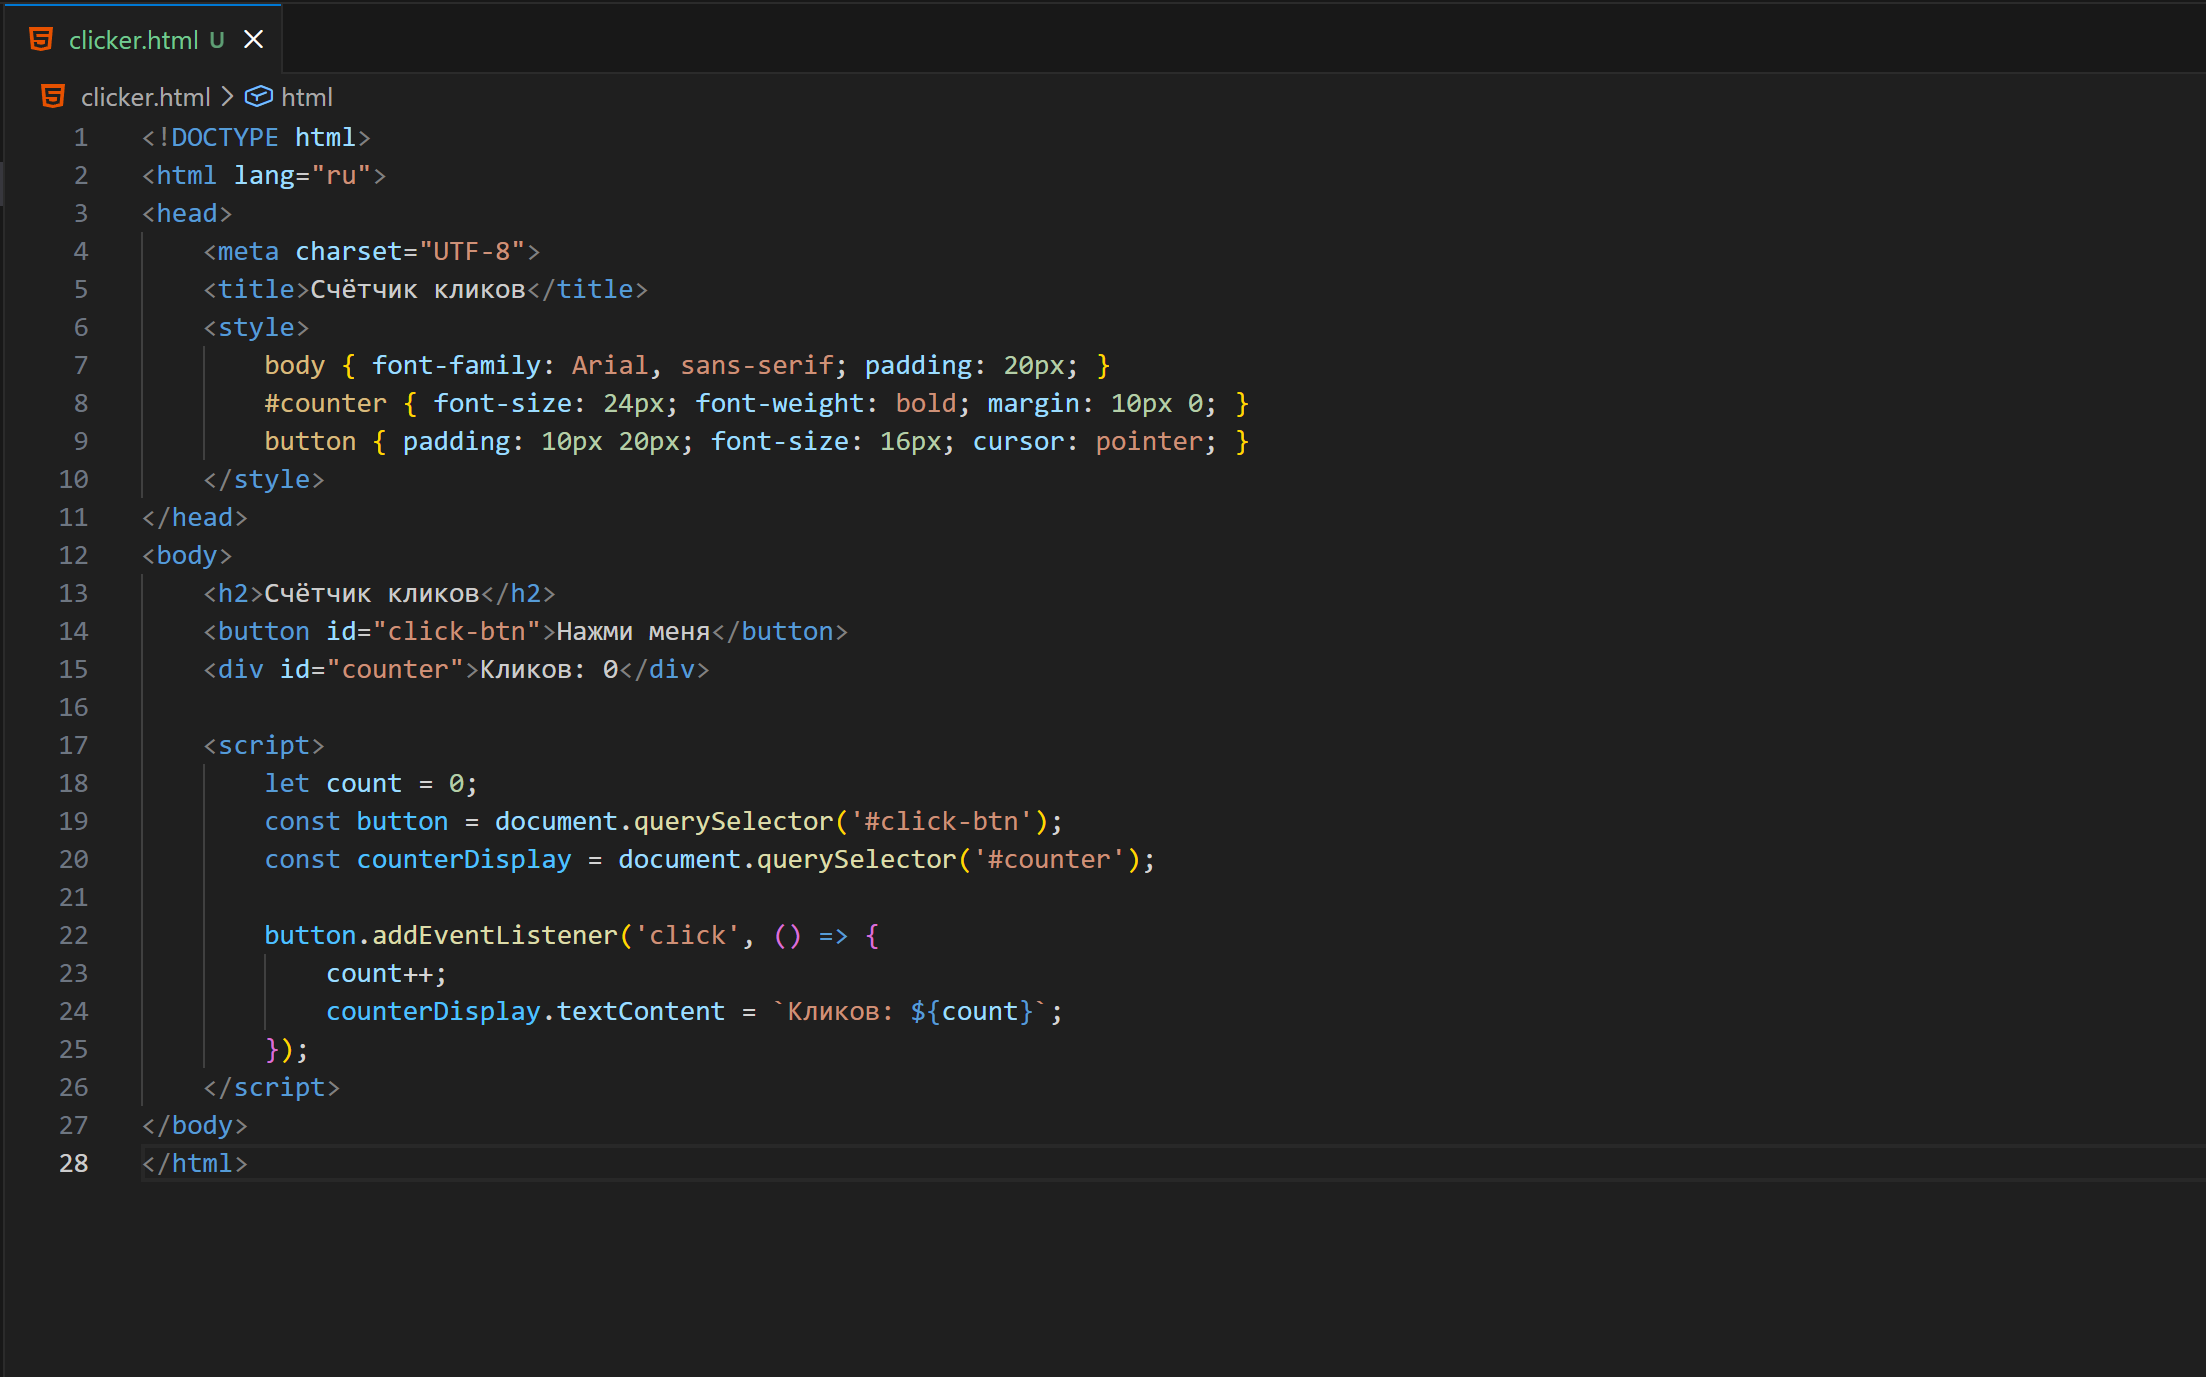 clicker.html U
clicker.html > html
1 <!DOCTYPE html>
2 <html lang="ru">
3 <head>
4     <meta charset="UTF-8">
5     <title>Счётчик кликов</title>
6     <style>
7         body { font-family: Arial, sans-serif; padding: 20px; }
8         #counter { font-size: 24px; font-weight: bold; margin: 10px 0; }
9         button { padding: 10px 20px; font-size: 16px; cursor: pointer; }
10     </style>
11 </head>
12 <body>
13     <h2>Счётчик кликов</h2>
14     <button id="click-btn">Нажми меня</button>
15     <div id="counter">Кликов: 0</div>
16
17     <script>
18         let count = 0;
19         const button = document.querySelector('#click-btn');
20         const counterDisplay = document.querySelector('#counter');
21
22         button.addEventListener('click', () => {
23             count++;
24             counterDisplay.textContent = `Кликов: ${count}`;
25         });
26     </script>
27 </body>
28 </html>